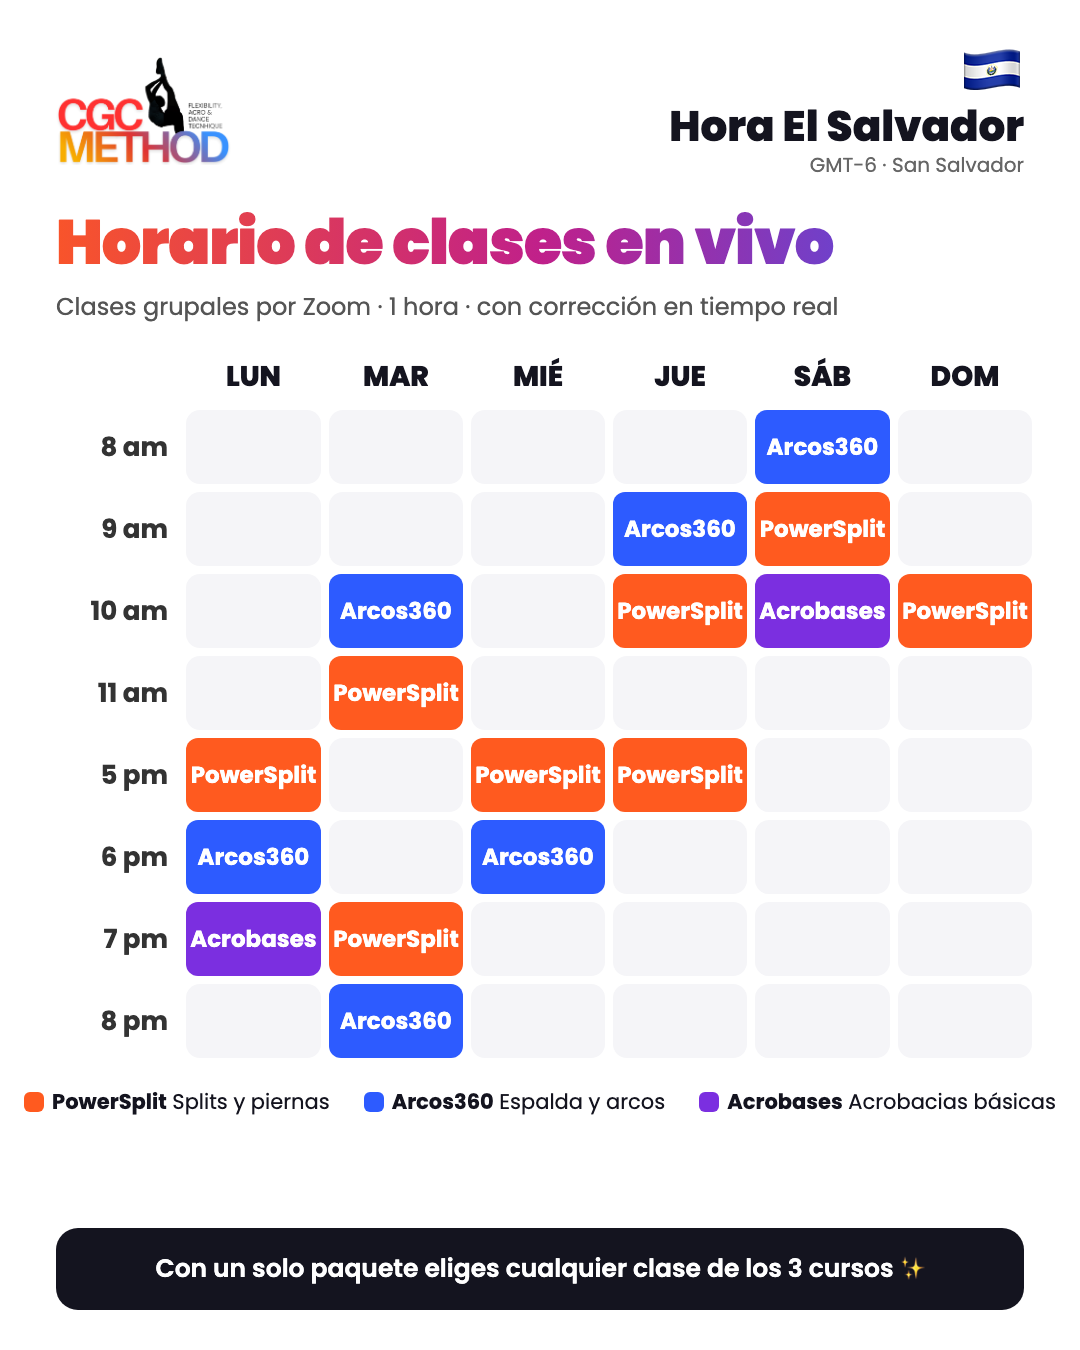 CGC
METHOD
FLEXIBILITY,
ACRO &
DANCE
TECNHIQUE
Hora El Salvador
GMT-6 · San Salvador
Horario de clases en vivo
Clases grupales por Zoom · 1 hora · con corrección en tiempo real
LUN MAR MIÉ JUE SÁB DOM
8 am Arcos360
9 am Arcos360 PowerSplit
10 am Arcos360 PowerSplit Acrobases PowerSplit
11 am PowerSplit
5 pm PowerSplit PowerSplit PowerSplit
6 pm Arcos360 Arcos360
7 pm Acrobases PowerSplit
8 pm Arcos360
PowerSplit Splits y piernas Arcos360 Espalda y arcos Acrobases Acrobacias básicas
Con un solo paquete eliges cualquier clase de los 3 cursos ✨